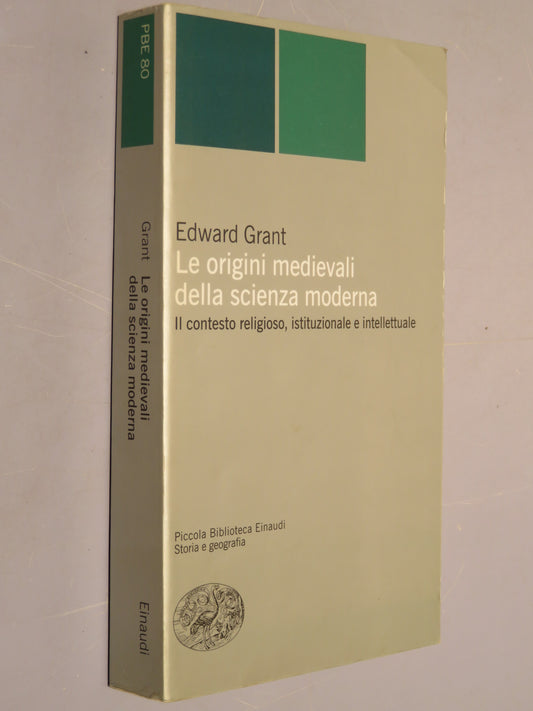 PBE 80
Grant Le origini medievali
della scienza moderna
Einaudi
Edward Grant
Le origini medievali
della scienza moderna
Il contesto religioso, istituzionale e intellettuale
Piccola Biblioteca Einaudi
Storia e geografia